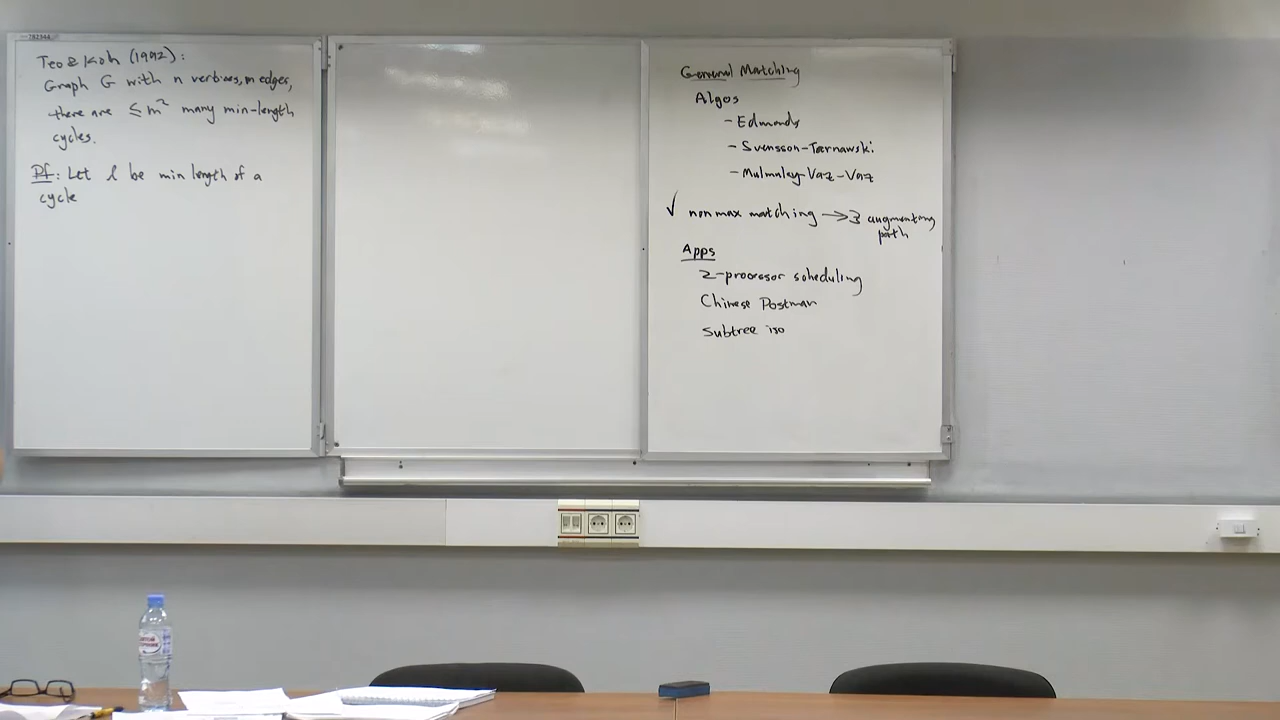 782344
Teo & Koh (1992):
Graph G with n vertices, m edges,
there are ≤ m² many min-length
cycles.
Pf: Let l be min length of a
cycle
General Matching
Algos
- Edmonds
- Svensson-Tarnawski
- Mulmuley-Vaz-Vaz
✓ nonmax matching → ∃ augmenting
path
Apps
2-processor scheduling
Chinese Postman
Subtree iso